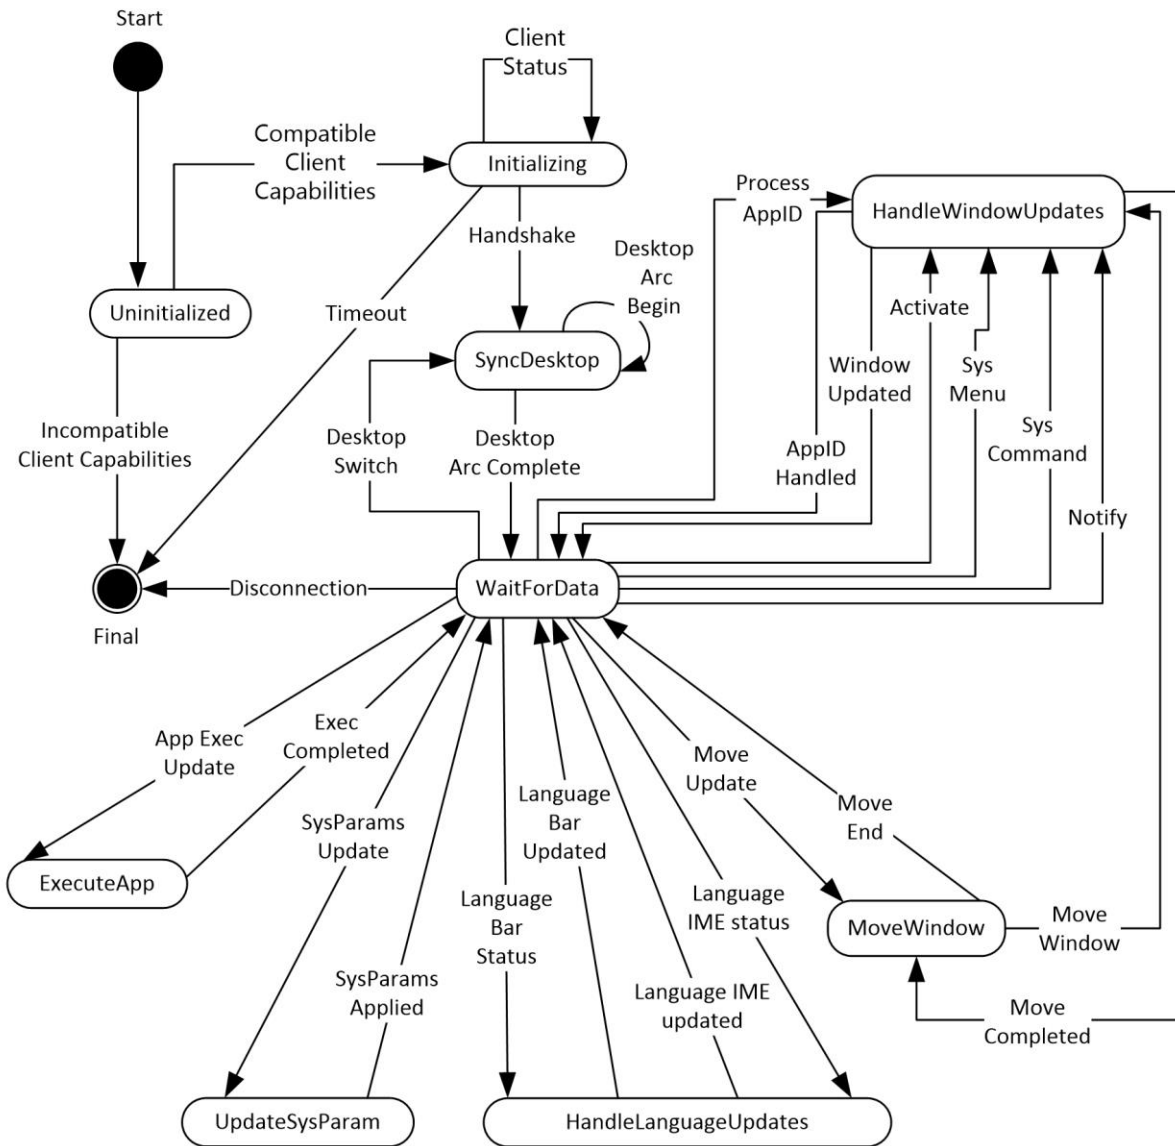 Start
Client
Status
Compatible
Client
Capabilities
Initializing
Process
AppID
HandleWindowUpdates
Handshake
Desktop
Arc
Begin
Uninitialized
Timeout
Activate
SyncDesktop
Window
Updated
Sys
Menu
Incompatible
Client Capabilities
Desktop
Switch
Desktop
Arc Complete
AppID
Handled
Sys
Command
Notify
Disconnection
WaitForData
Final
App Exec
Update
Exec
Completed
Move
Update
Move
End
SysParams
Update
Language
Bar
Updated
ExecuteApp
Language
Bar
Status
Language
IME status
MoveWindow
Move
Window
SysParams
Applied
Language IME
updated
Move
Completed
UpdateSysParam
HandleLanguageUpdates